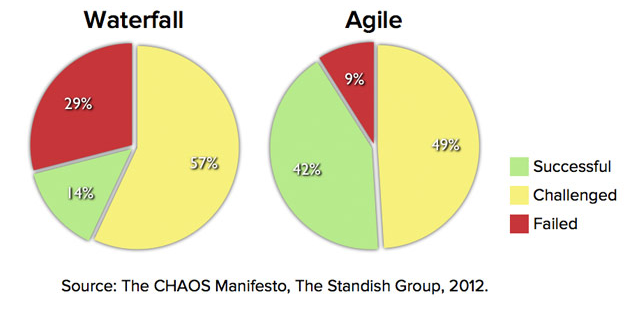 Waterfall
Agile
29%
57%
14%
9%
49%
42%
Successful
Challenged
Failed
Source: The CHAOS Manifesto, The Standish Group, 2012.